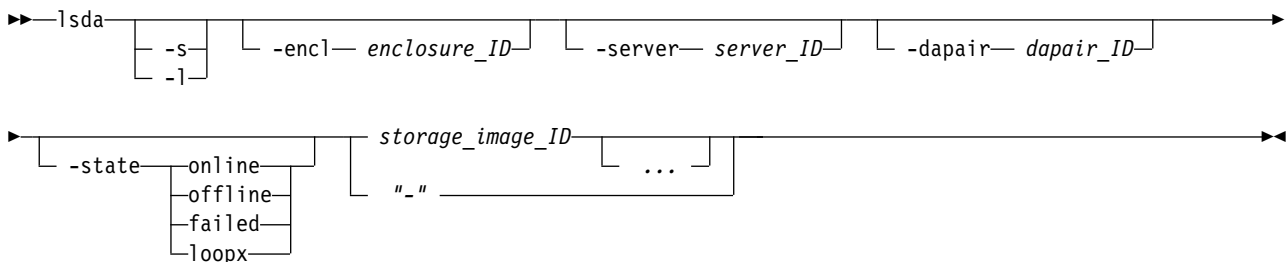 lsda -s -encl enclosure_ID -server server_ID -dapair dapair_ID
-l
-state online storage_image_ID ...
offline "-"
failed
loopx